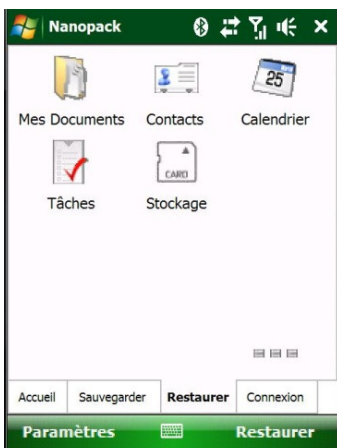 Nanopack
25
Mes Documents Contacts Calendrier
CARD
Tâches Stockage
Accueil Sauvegarder Restaurer Connexion
Paramètres Restaurer